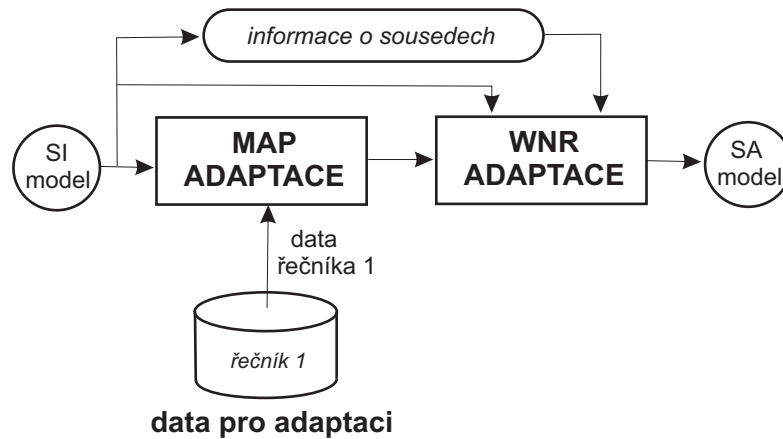 informace o sousedech
SI
model
MAP
ADAPTACE
WNR
ADAPTACE
SA
model
data
řečníka 1
řečník 1
data pro adaptaci